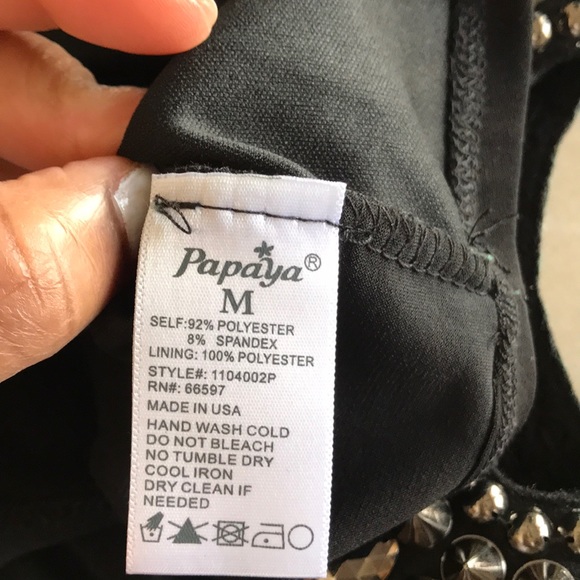 Papaya®
M
SELF:92% POLYESTER
8% SPANDEX
LINING: 100% POLYESTER
STYLE#: 1104002P
RN#: 66597
MADE IN USA
HAND WASH COLD
DO NOT BLEACH
NO TUMBLE DRY
COOL IRON
DRY CLEAN IF
NEEDED